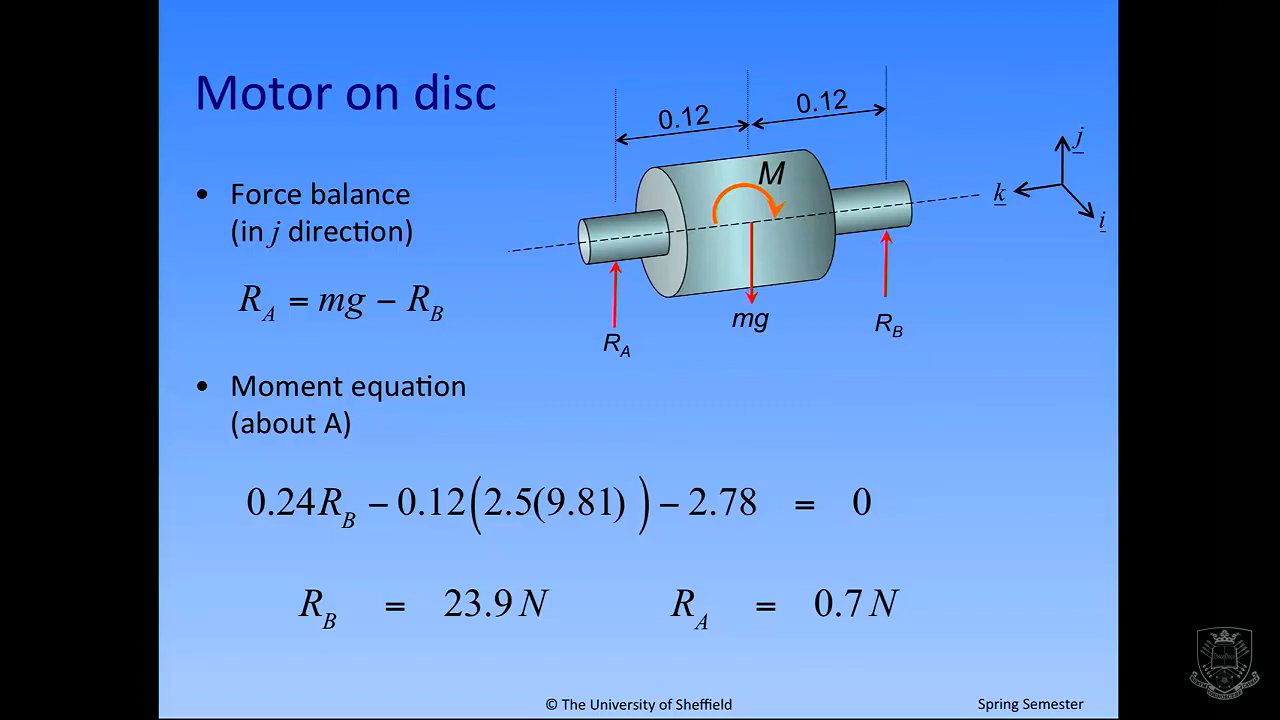 Motor on disc
• Force balance
(in j direction)
R_A = mg − R_B
• Moment equation
(about A)
0.24R_B − 0.12(2.5(9.81) ) − 2.78 = 0
R_B = 23.9 N R_A = 0.7 N
0.12 0.12
M
mg
R_A
R_B
j
k
i
© The University of Sheffield
Spring Semester